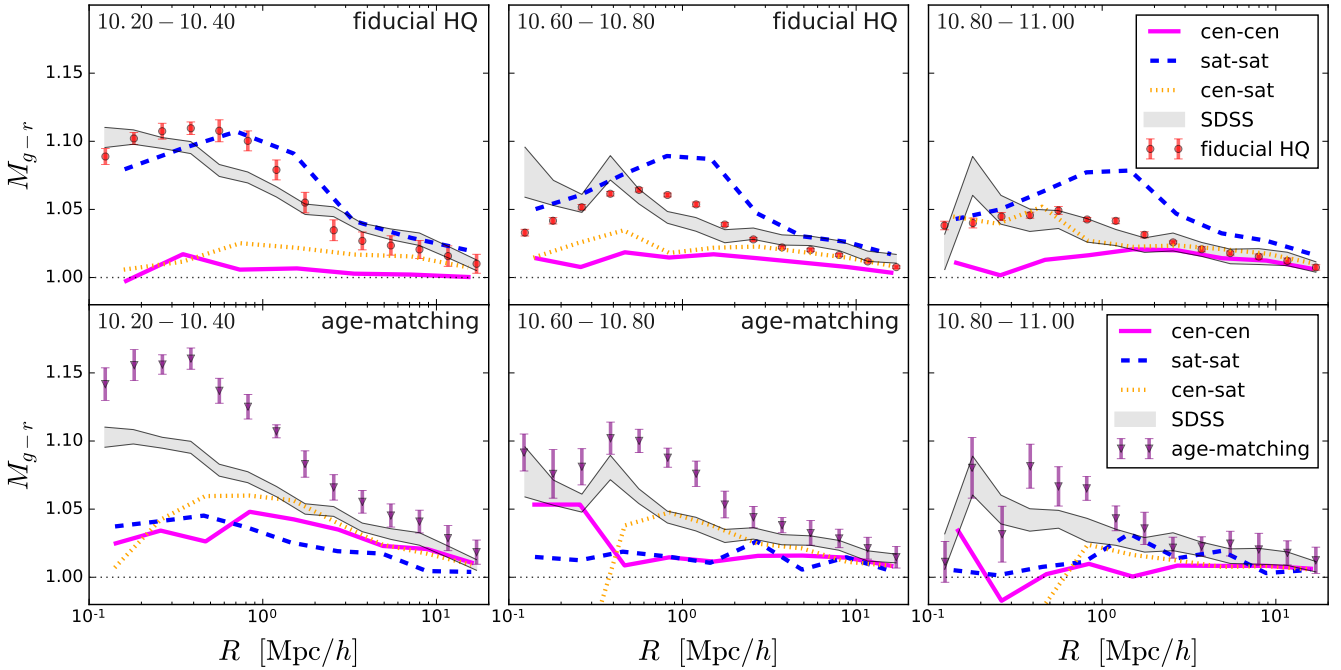 10.20−10.40 fiducial HQ
10.60−10.80 fiducial HQ
10.80−11.00
cen-cen
sat-sat
cen-sat
SDSS
fiducial HQ
1.15
1.10
1.05
1.00
M_{g−r}
10.20−10.40 age-matching
10.60−10.80 age-matching
10.80−11.00
cen-cen
sat-sat
cen-sat
SDSS
age-matching
1.15
1.10
1.05
1.00
M_{g−r}
10^{-1} 10^{0} 10^{1} 10^{-1} 10^{0} 10^{1} 10^{-1} 10^{0} 10^{1}
R [Mpc/h] R [Mpc/h] R [Mpc/h]